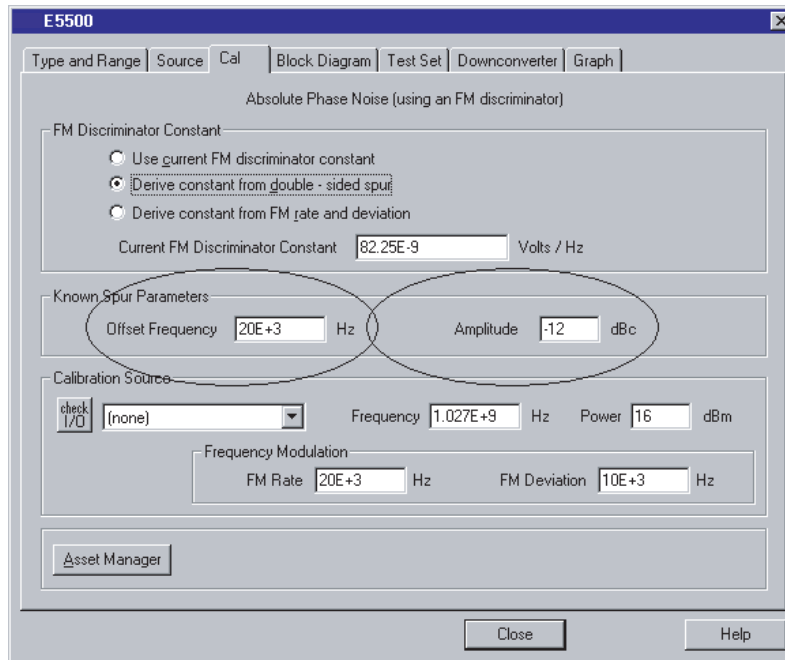 E5500
Type and Range Source Cal Block Diagram Test Set Downconverter Graph
Absolute Phase Noise (using an FM discriminator)
FM Discriminator Constant
Use current FM discriminator constant
Derive constant from double - sided spur
Derive constant from FM rate and deviation
Current FM Discriminator Constant 82.25E-9 Volts / Hz
Known Spur Parameters
Offset Frequency 20E+3 Hz Amplitude -12 dBc
Calibration Source
check I/O (none) Frequency 1.027E+9 Hz Power 16 dBm
Frequency Modulation
FM Rate 20E+3 Hz FM Deviation 10E+3 Hz
Asset Manager
Close Help